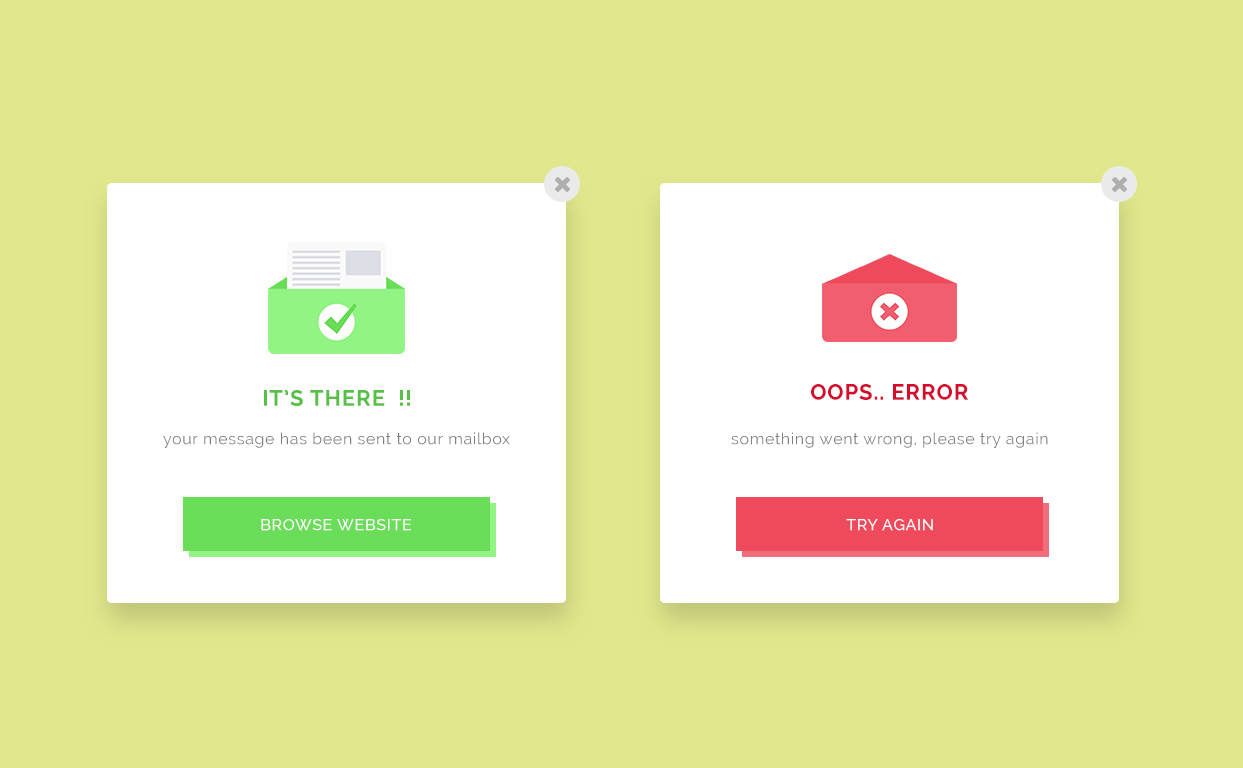 IT’S THERE !!
your message has been sent to our mailbox
BROWSE WEBSITE
OOPS.. ERROR
something went wrong, please try again
TRY AGAIN